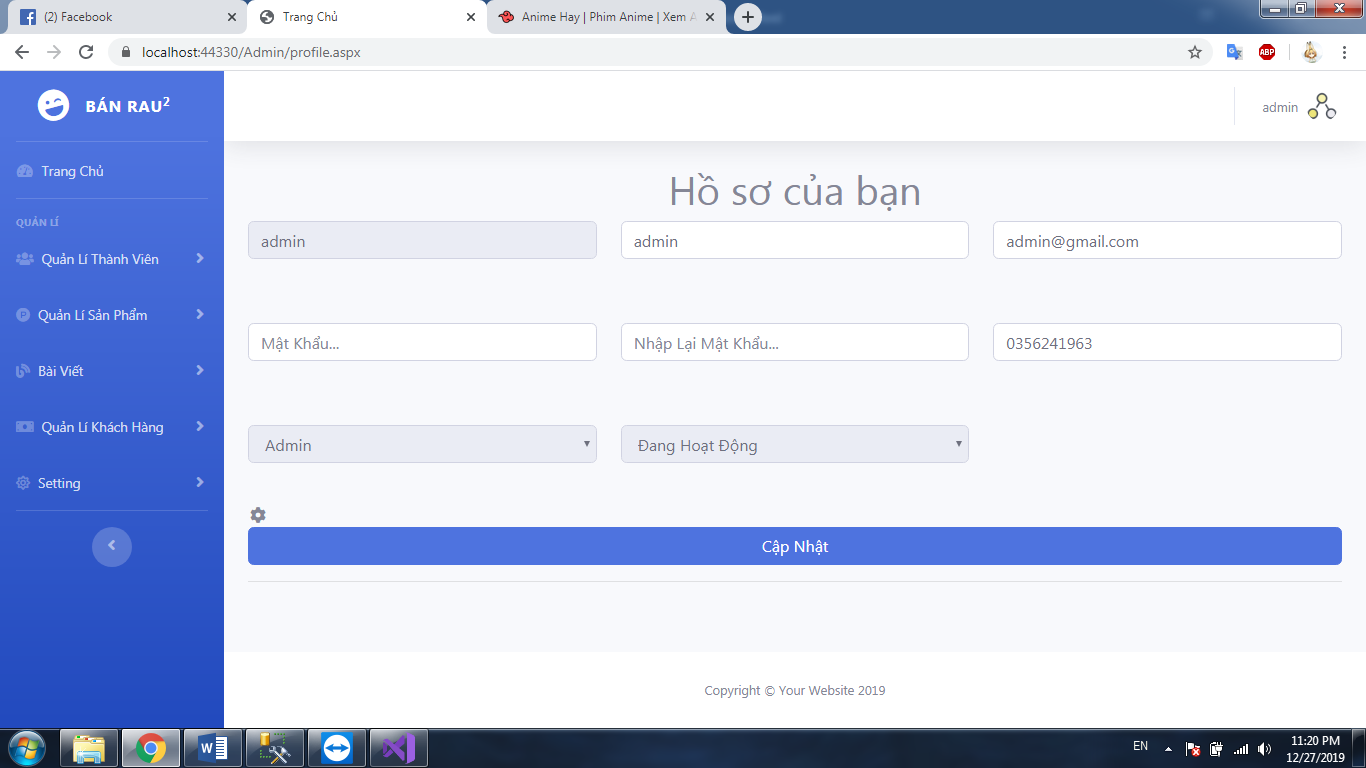 (2) Facebook
Trang Chủ
Anime Hay | Phim Anime | Xem A
localhost:44330/Admin/profile.aspx
ABP
BÁN RAU2
admin
Trang Chủ
QUẢN LÍ
Quản Lí Thành Viên
Quản Lí Sản Phẩm
Bài Viết
Quản Lí Khách Hàng
Setting
Hồ sơ của bạn
admin
admin
admin@gmail.com
Mật Khẩu...
Nhập Lại Mật Khẩu...
0356241963
Admin
Đang Hoạt Động
Cập Nhật
Copyright © Your Website 2019
EN
11:20 PM
12/27/2019